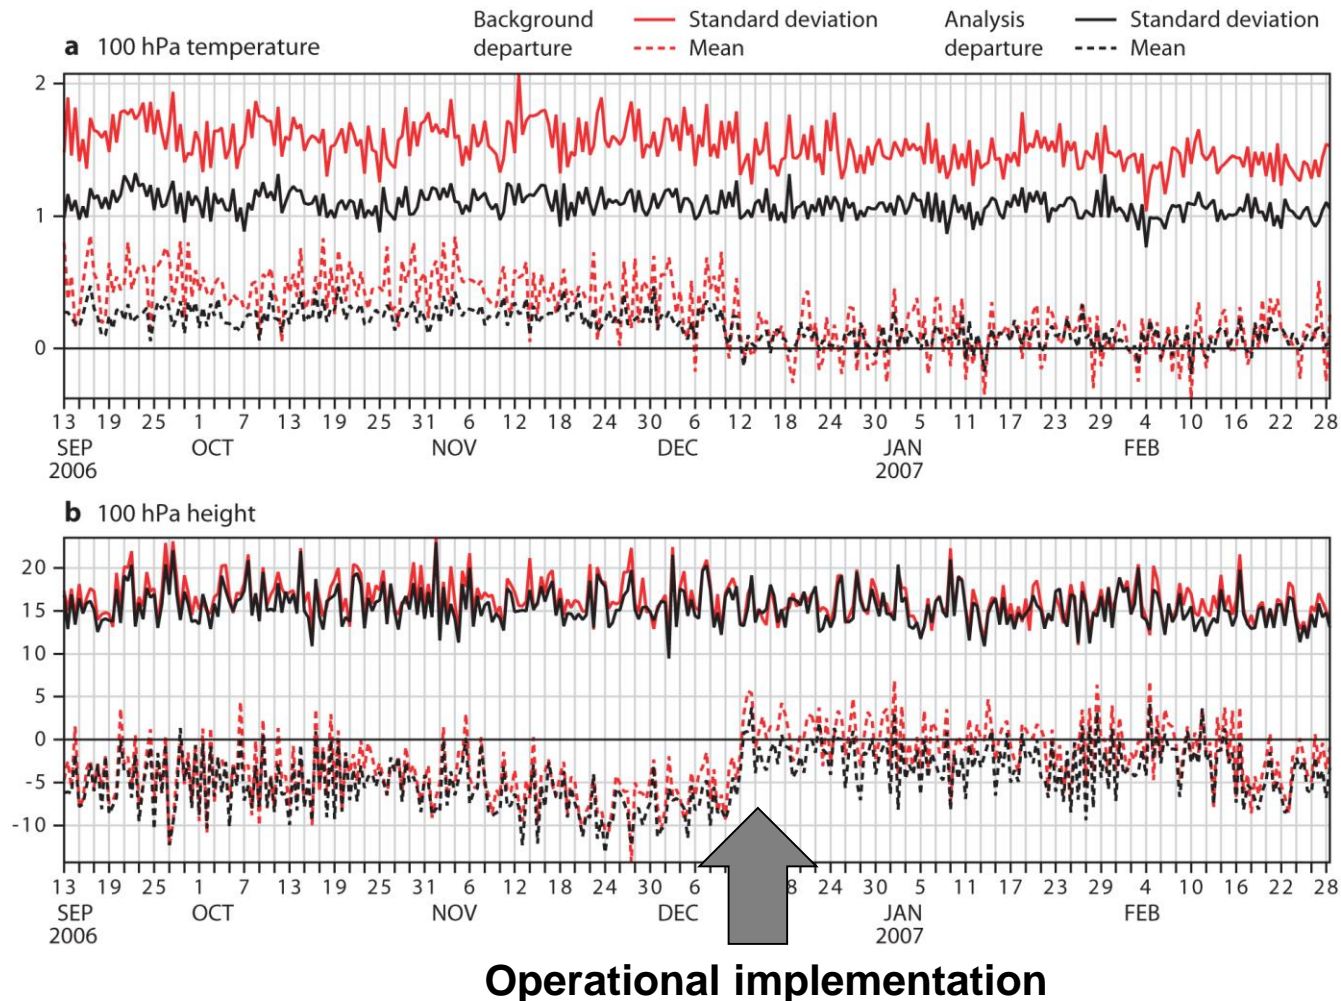 Background departure
Standard deviation
Mean
Analysis departure
Standard deviation
Mean
a 100 hPa temperature
2
1
0
13 19 25 1 7 13 19 25 31 6 12 18 24 30 6 12 18 24 30 5 11 17 23 29 4 10 16 22 28
SEP OCT NOV DEC JAN FEB
2006 2007
b 100 hPa height
20
15
10
5
0
-5
-10
13 19 25 1 7 13 19 25 31 6 12 18 24 30 6 8 24 30 5 11 17 23 29 4 10 16 22 28
SEP OCT NOV DEC JAN FEB
2006 2007
Operational implementation